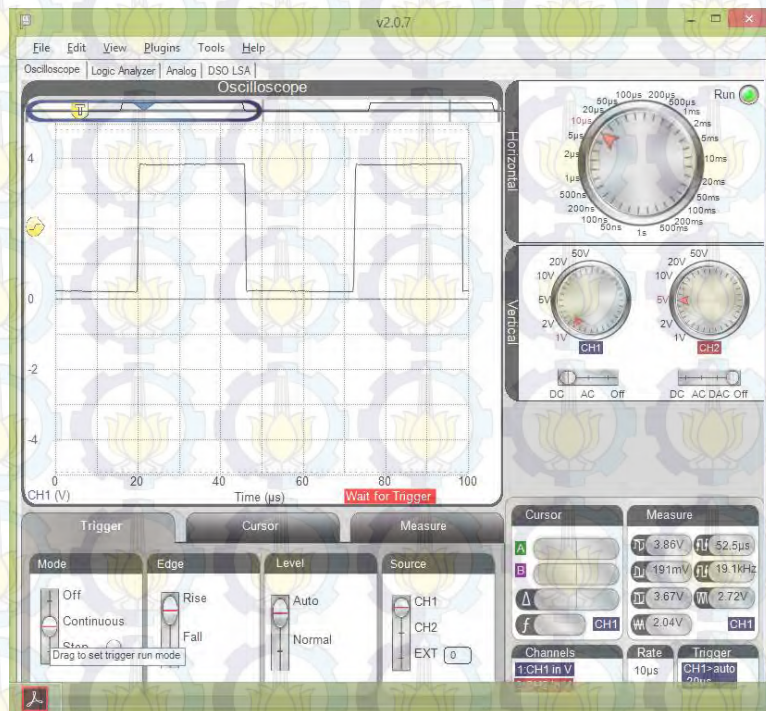 v2.0.7
File Edit View Plugins Tools Help
Oscilloscope Logic Analyzer Analog DSO LSA
Oscilloscope
4
0
-2
-4
0 20 40 60 80 100
CH1 (V) Time (µs) Wait for Trigger
Horizontal
Run
50ns
100ns
200ns
500ns
1µs
2µs
5µs
10µs
20µs
50µs
100µs
200µs
500µs
1ms
2ms
5ms
10ms
20ms
50ms
100ms
200ms
500ms
1s
Vertical
50V
20V
10V
5V
2V
1V
CH1
DC AC Off
50V
20V
10V
5V
2V
1V
CH2
DC AC DAC Off
Trigger Cursor Measure
Mode
Off
Continuous
Drag to set trigger run mode
Edge
Rise
Fall
Level
Auto
Normal
Source
CH1
CH2
EXT 0
Cursor
A
B
Δ
f CH1
Measure
3.86V 52.5µs
191mV 19.1kHz
3.67V 2.72V
2.04V CH1
Channels
1:CH1 in V
Rate
10µs
Trigger
CH1>auto